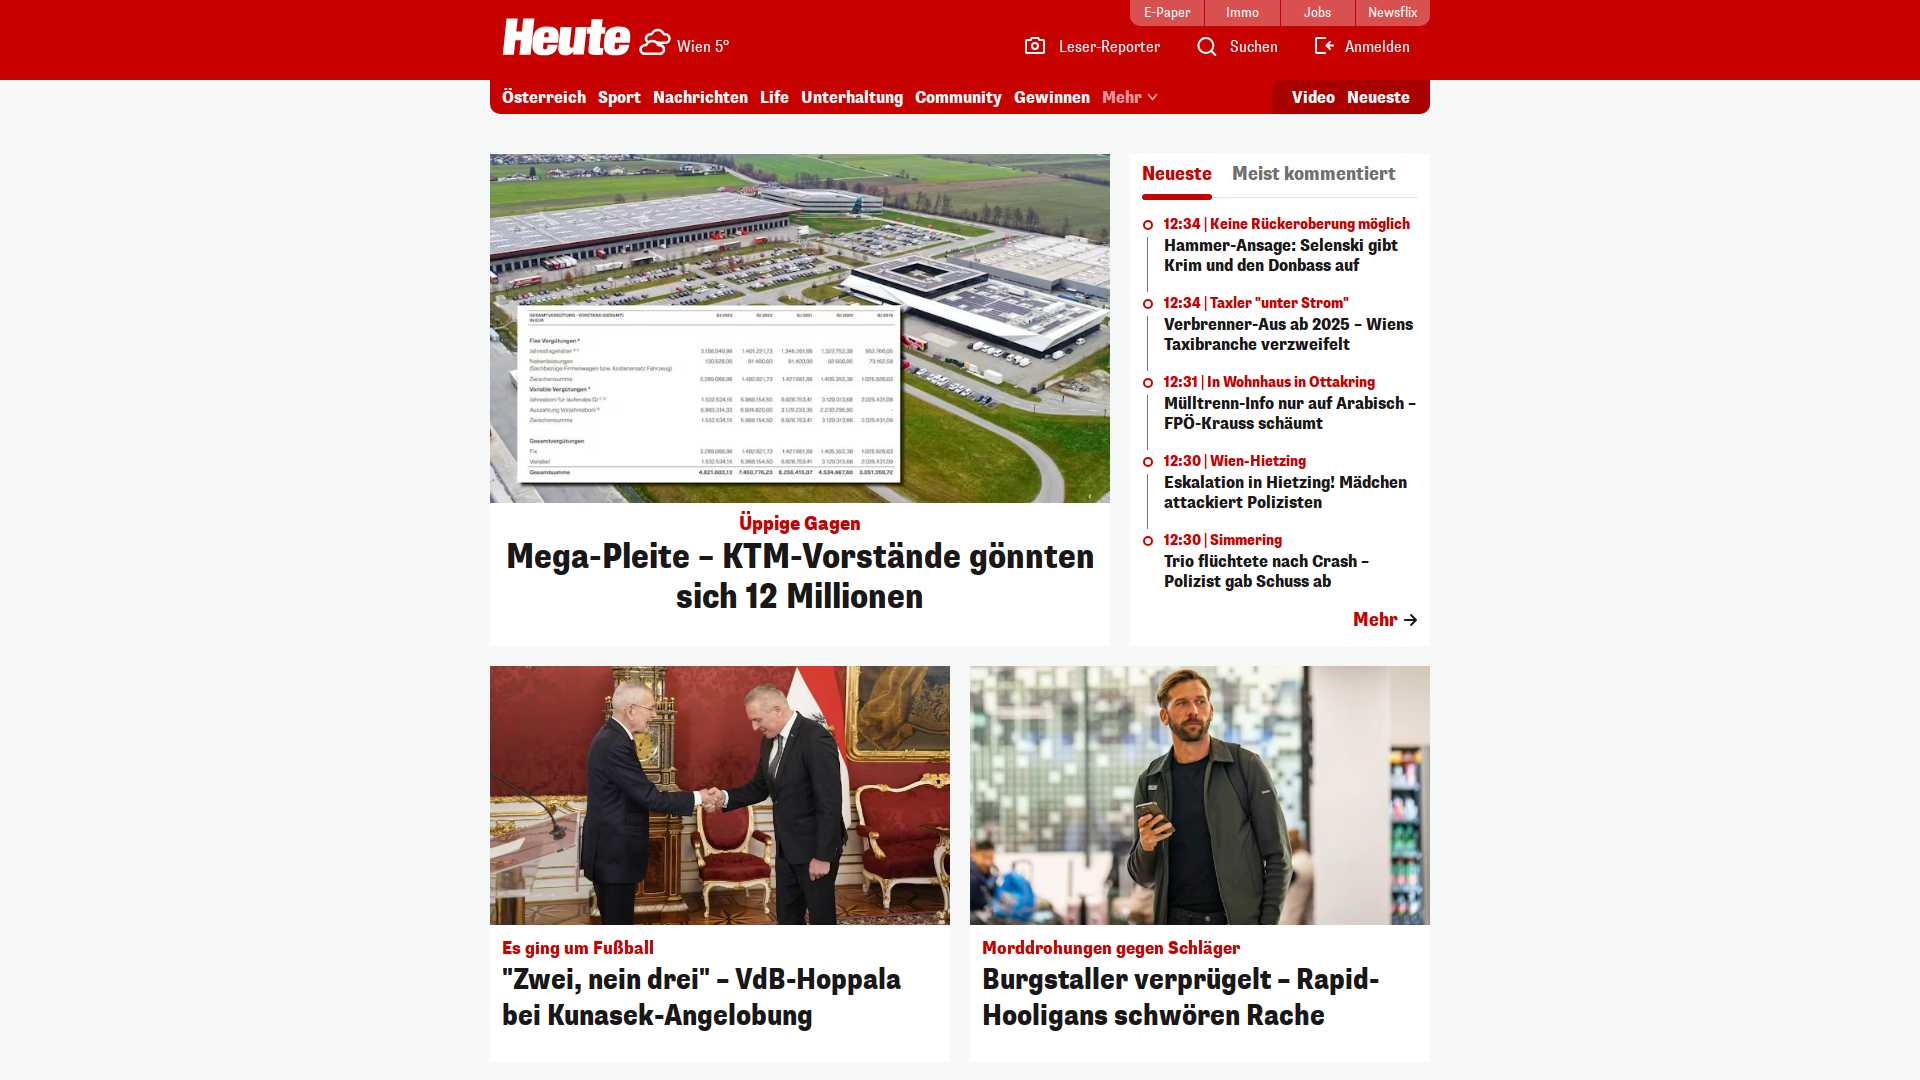 E-Paper
Immo
Jobs
Newsflix
Heute
Wien 5°
Leser-Reporter
Suchen
Anmelden
Österreich
Sport
Nachrichten
Life
Unterhaltung
Community
Gewinnen
Mehr
Video
Neueste
Üppige Gagen
Mega-Pleite – KTM-Vorstände gönnten
sich 12 Millionen
Neueste
Meist kommentiert
12:34 | Keine Rückeroberung möglich
Hammer-Ansage: Selenski gibt
Krim und den Donbass auf
12:34 | Taxler "unter Strom"
Verbrenner-Aus ab 2025 – Wiens
Taxibranche verzweifelt
12:31 | In Wohnhaus in Ottakring
Mülltrenn-Info nur auf Arabisch –
FPÖ-Krauss schäumt
12:30 | Wien-Hietzing
Eskalation in Hietzing! Mädchen
attackiert Polizisten
12:30 | Simmering
Trio flüchtete nach Crash –
Polizist gab Schuss ab
Mehr
Es ging um Fußball
"Zwei, nein drei" – VdB-Hoppala
bei Kunasek-Angelobung
Morddrohungen gegen Schläger
Burgstaller verprügelt – Rapid-
Hooligans schwören Rache